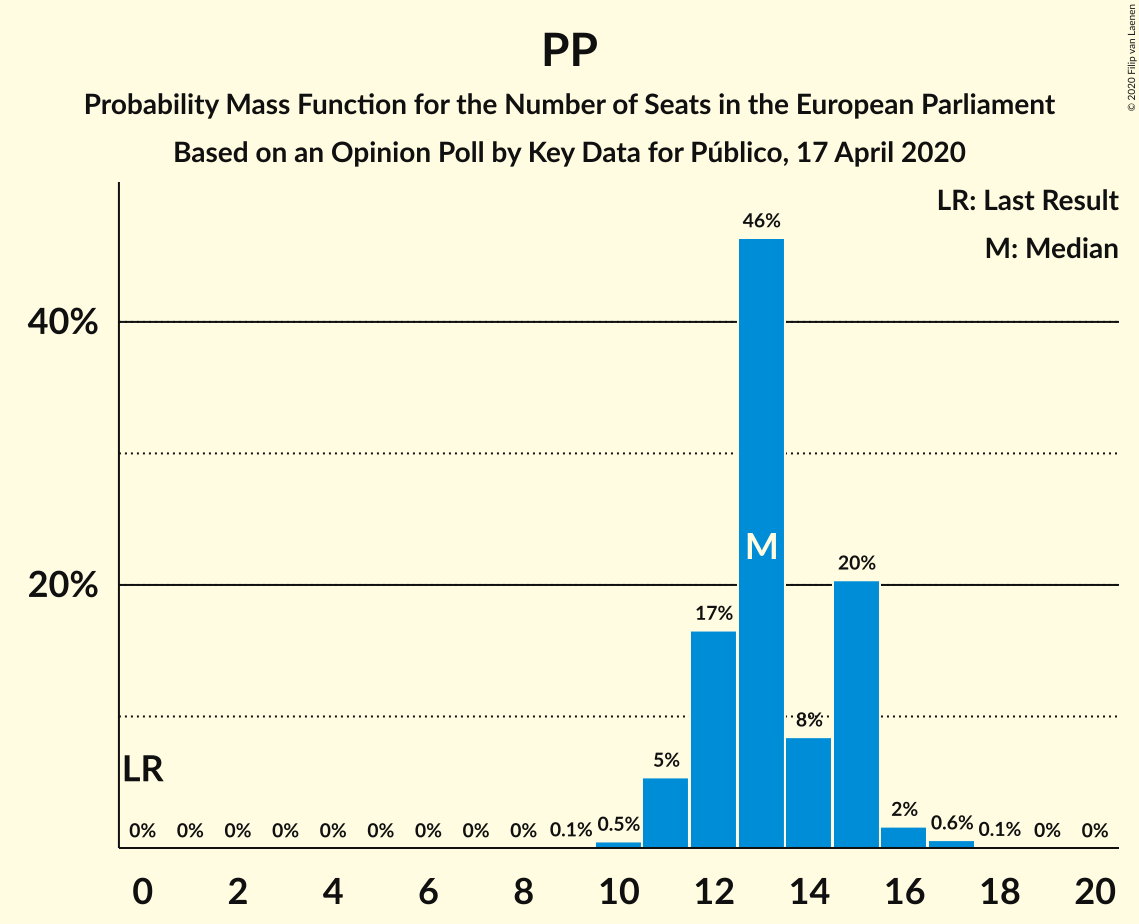 PP
Probability Mass Function for the Number of Seats in the European Parliament
Based on an Opinion Poll by Key Data for Público, 17 April 2020
© 2020 Filip van Laenen
LR: Last Result
M: Median
46%
40%
M
20%
20%
17%
8%
LR
5%
0% 0% 0% 0% 0% 0% 0% 0% 0% 0.1% 0.5% 2% 0.6% 0.1% 0% 0%
0 2 4 6 8 10 12 14 16 18 20